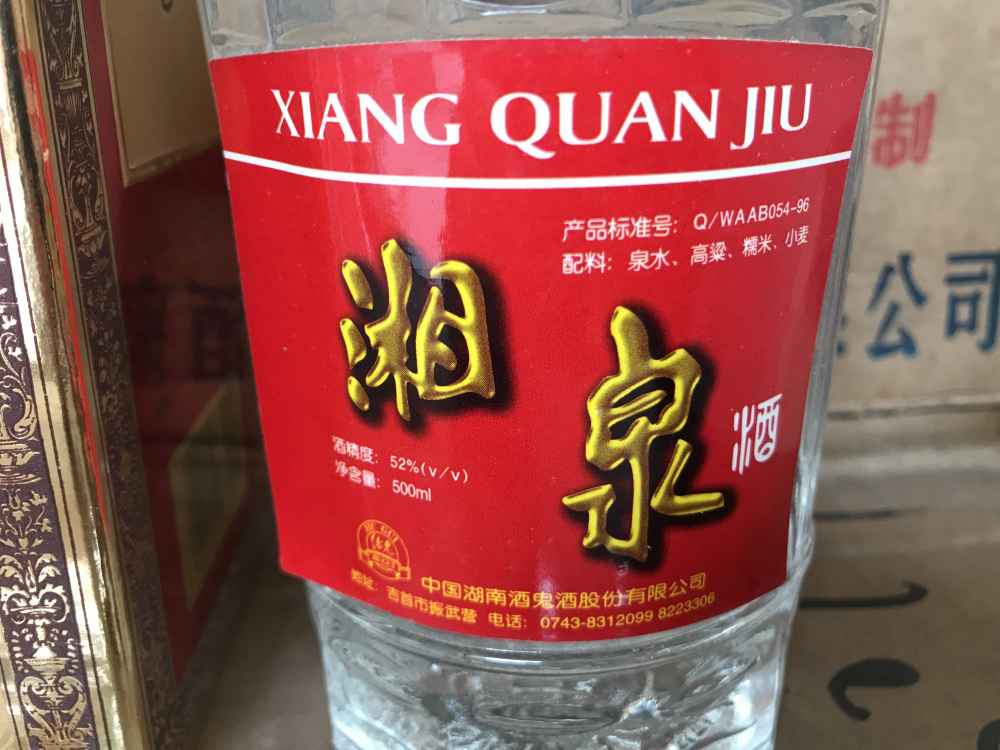 XIANG QUAN JIU
产品标准号: Q/WAAB054-96
配料: 泉水、高粱、糯米、小麦
湘泉
酒
酒精度: 52%(v/v)
净含量: 500ml
中国湖南酒鬼酒股份有限公司
地址: 吉首市振武营 电话: 0743-8312099 8223306
制
公司